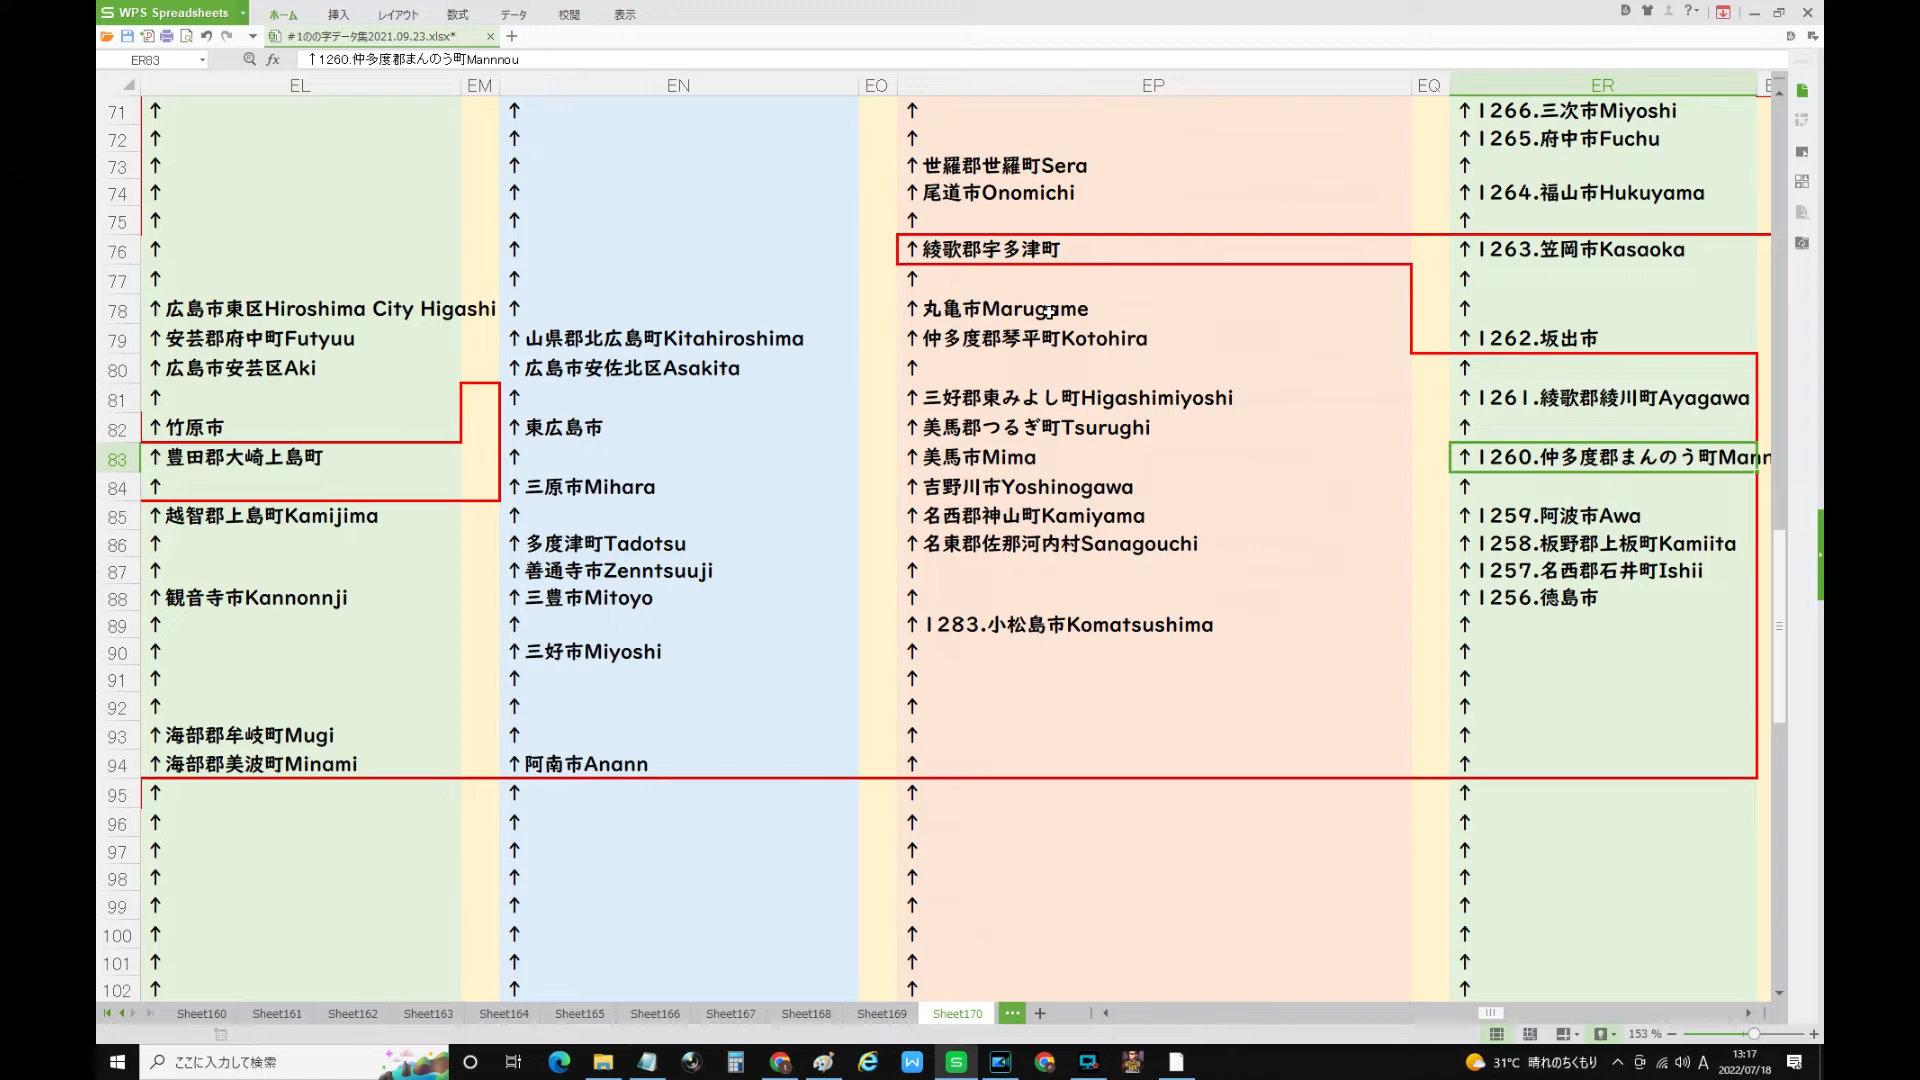 WPS Spreadsheets
ホーム 挿入 レイアウト 数式 データ 校閲 表示
#1のの字データ集2021.09.23.xlsx*
ER83 fx ↑1260.仲多度郡まんのう町Mannnou
EL EM EN EO EP EQ ER
71 ↑ ↑ ↑ ↑1266.三次市Miyoshi
72 ↑ ↑ ↑ ↑1265.府中市Fuchu
73 ↑ ↑ ↑世羅郡世羅町Sera ↑
74 ↑ ↑ ↑尾道市Onomichi ↑1264.福山市Hukuyama
75 ↑ ↑ ↑ ↑
76 ↑ ↑ ↑綾歌郡宇多津町 ↑1263.笠岡市Kasaoka
77 ↑ ↑ ↑ ↑
78 ↑広島市東区Hiroshima City Higashi ↑ ↑丸亀市Marugame ↑
79 ↑安芸郡府中町Futyuu ↑山県郡北広島町Kitahiroshima ↑仲多度郡琴平町Kotohira ↑1262.坂出市
80 ↑広島市安芸区Aki ↑広島市安佐北区Asakita ↑ ↑
81 ↑ ↑ ↑三好郡東みよし町Higashimiyoshi ↑1261.綾歌郡綾川町Ayagawa
82 ↑竹原市 ↑東広島市 ↑美馬郡つるぎ町Tsurughi ↑
83 ↑豊田郡大崎上島町 ↑ ↑美馬市Mima ↑1260.仲多度郡まんのう町Mann
84 ↑ ↑三原市Mihara ↑吉野川市Yoshinogawa ↑
85 ↑越智郡上島町Kamijima ↑ ↑名西郡神山町Kamiyama ↑1259.阿波市Awa
86 ↑ ↑多度津町Tadotsu ↑名東郡佐那河内村Sanagouchi ↑1258.板野郡上板町Kamiita
87 ↑ ↑善通寺市Zenntsuuji ↑ ↑1257.名西郡石井町Ishii
88 ↑観音寺市Kannonnji ↑三豊市Mitoyo ↑ ↑1256.徳島市
89 ↑ ↑ ↑1283.小松島市Komatsushima ↑
90 ↑ ↑三好市Miyoshi ↑ ↑
91 ↑ ↑ ↑ ↑
92 ↑ ↑ ↑ ↑
93 ↑海部郡牟岐町Mugi ↑ ↑ ↑
94 ↑海部郡美波町Minami ↑阿南市Anann ↑ ↑
95 ↑ ↑ ↑ ↑
96 ↑ ↑ ↑ ↑
97 ↑ ↑ ↑ ↑
98 ↑ ↑ ↑ ↑
99 ↑ ↑ ↑ ↑
100 ↑ ↑ ↑ ↑
101 ↑ ↑ ↑ ↑
102 ↑ ↑ ↑ ↑
Sheet160 Sheet161 Sheet162 Sheet163 Sheet164 Sheet165 Sheet166 Sheet167 Sheet168 Sheet169 Sheet170
153 %
ここに入力して検索
31°C 晴れのちくもり A 13:17
2022/07/18